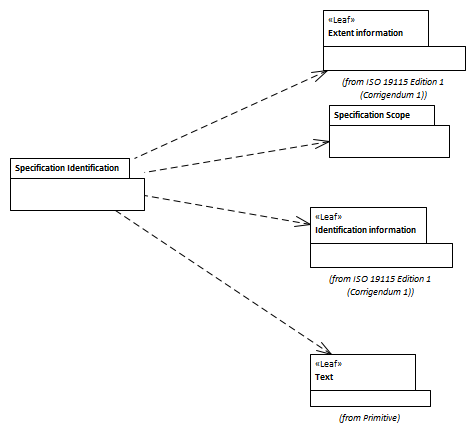 «Leaf»
Extent information
(from ISO 19115 Edition 1
(Corrigendum 1))
Specification Scope
Specification Identification
«Leaf»
Identification information
(from ISO 19115 Edition 1
(Corrigendum 1))
«Leaf»
Text
(from Primitive)